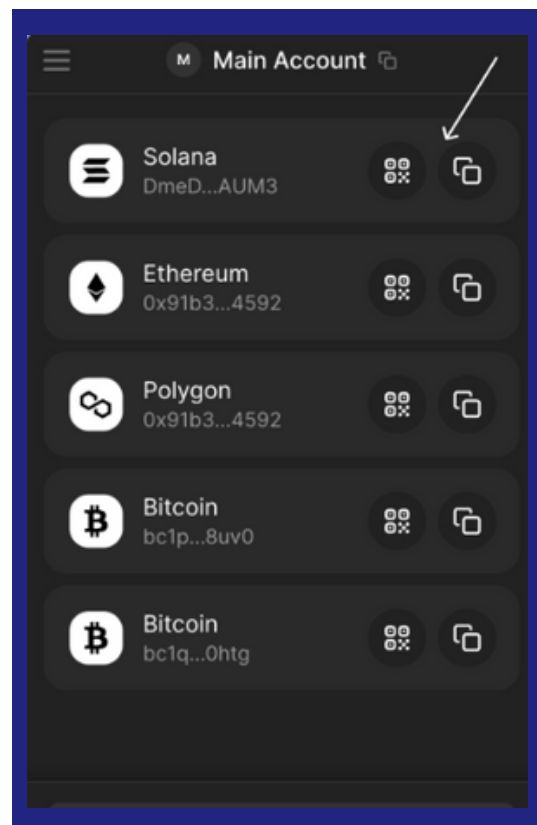 M Main Account
Solana
DmeD...AUM3
Ethereum
0x91b3...4592
Polygon
0x91b3...4592
Bitcoin
bc1p...8uv0
Bitcoin
bc1q...0htg